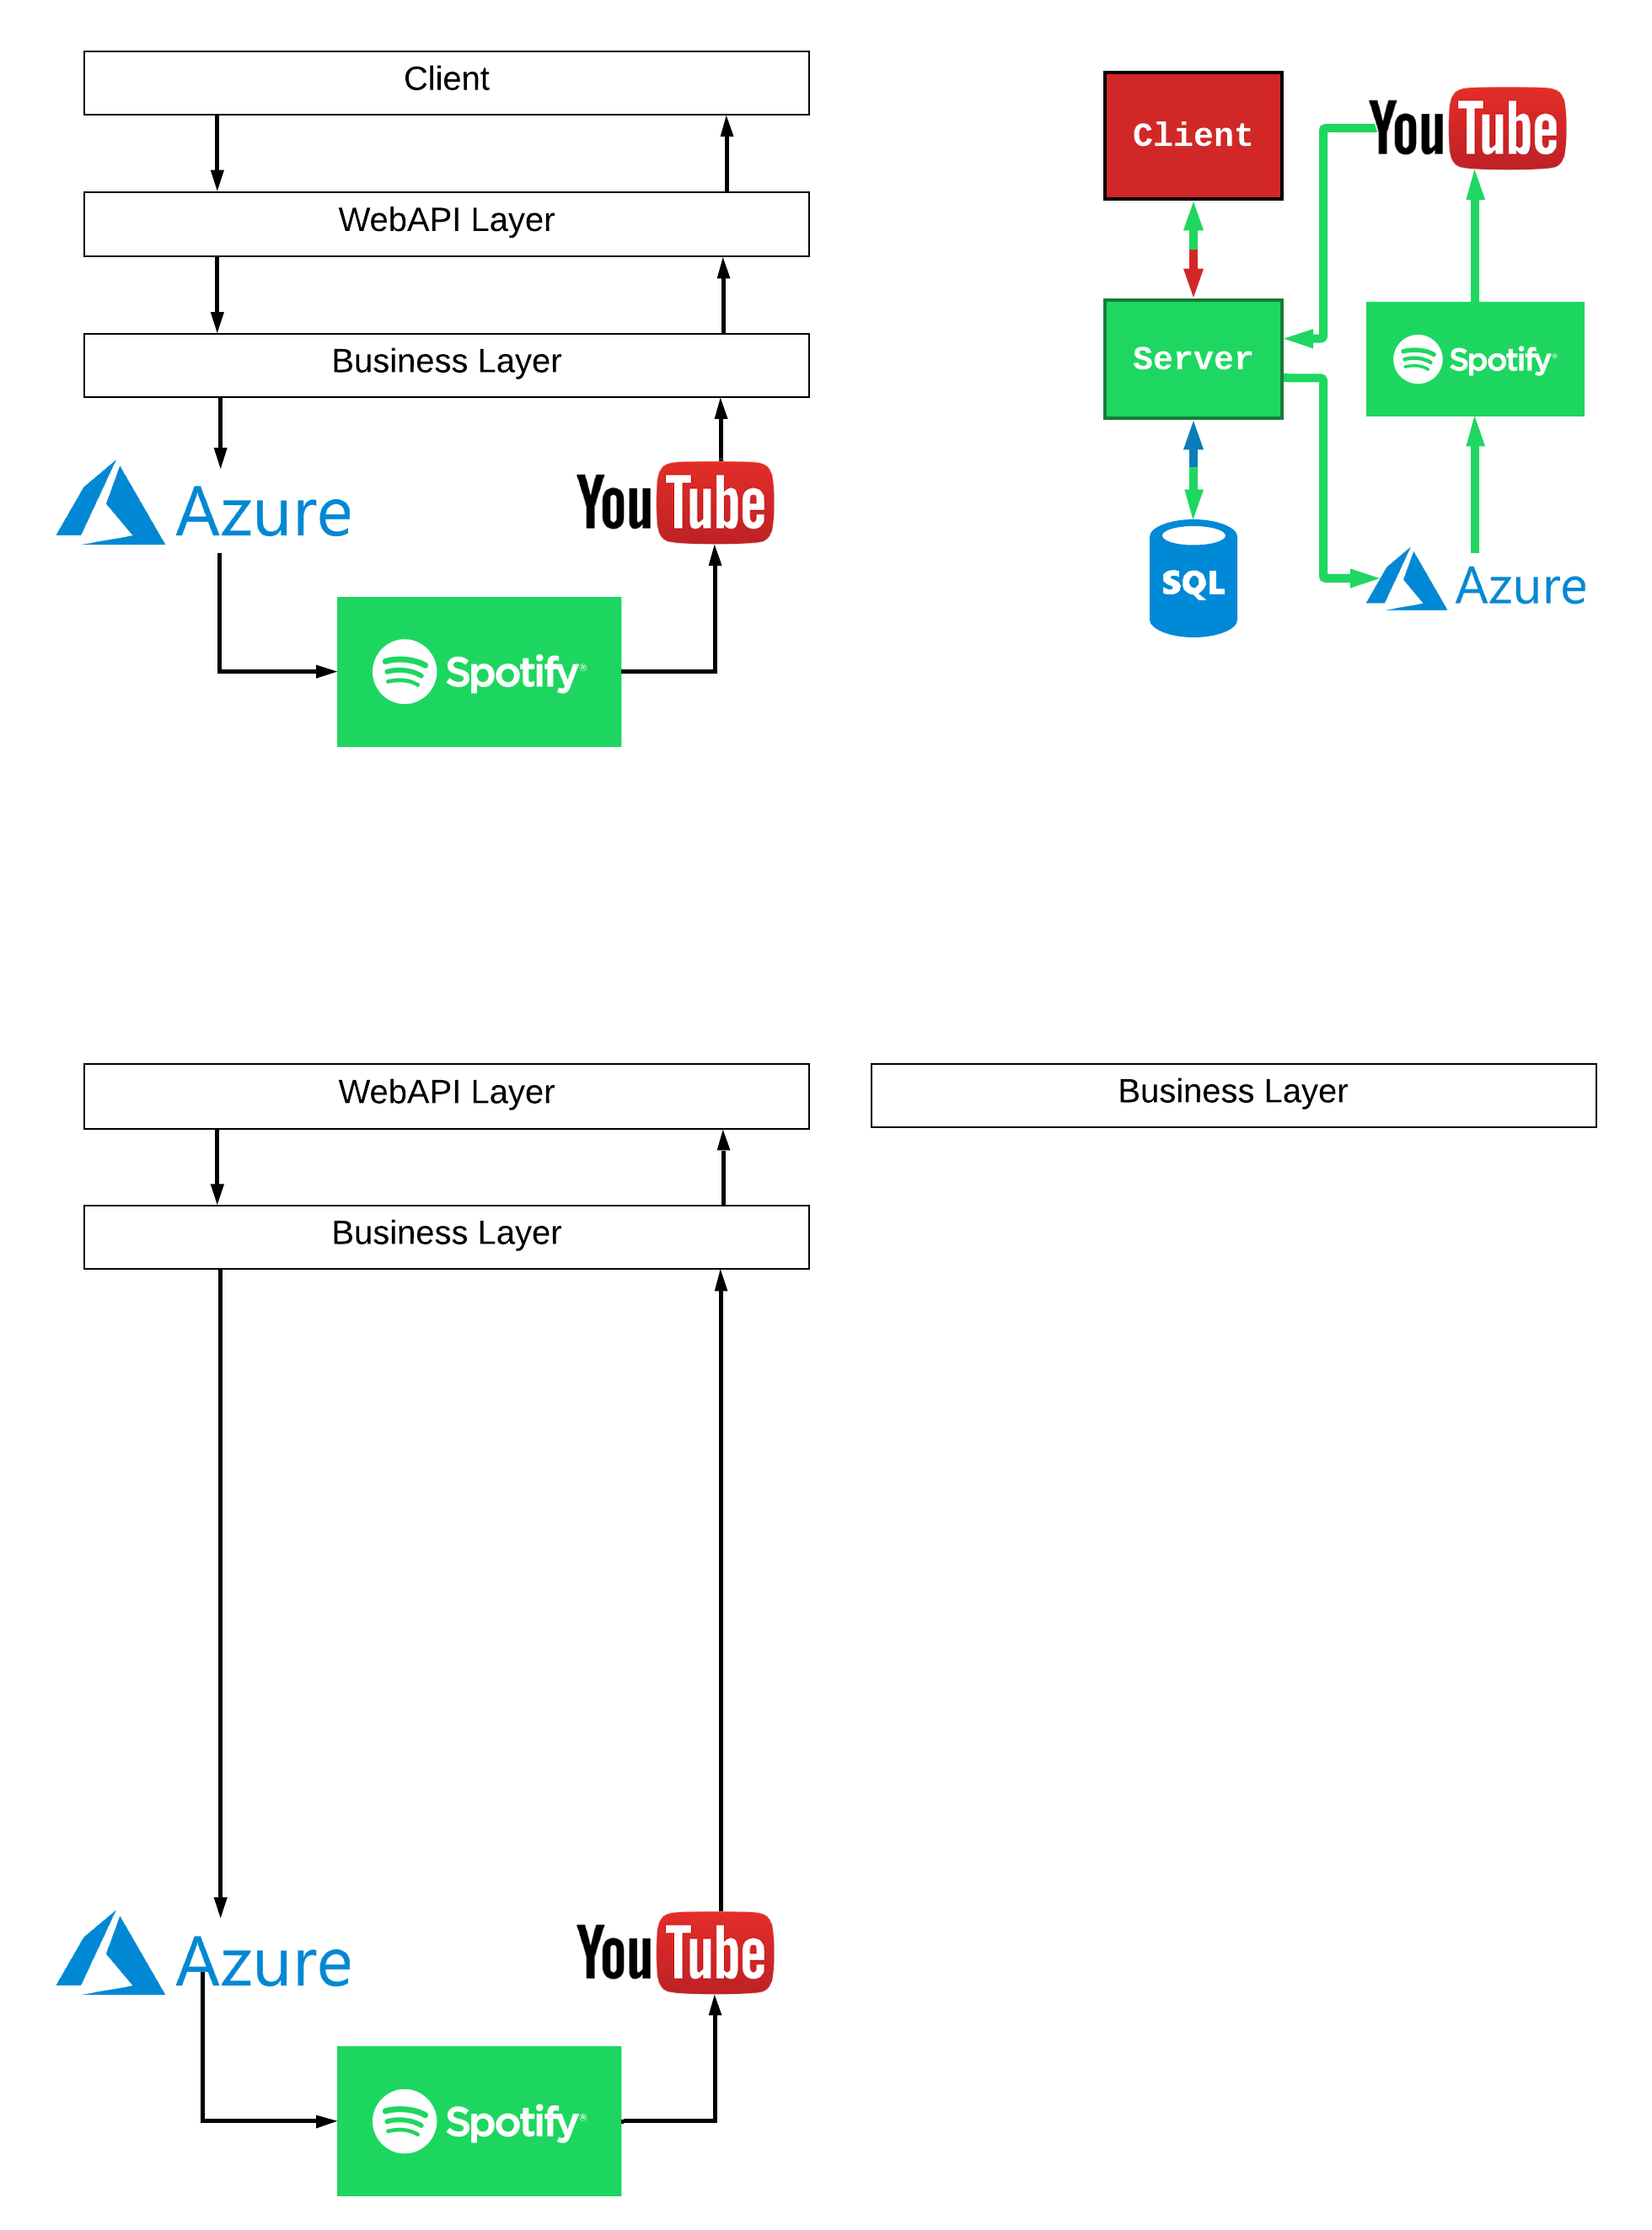 Client
WebAPI Layer
Business Layer
Azure
YouTube
Spotify®
Client
YouTube
Server
Spotify®
SQL
Azure
WebAPI Layer
Business Layer
Business Layer
Azure
YouTube
Spotify®